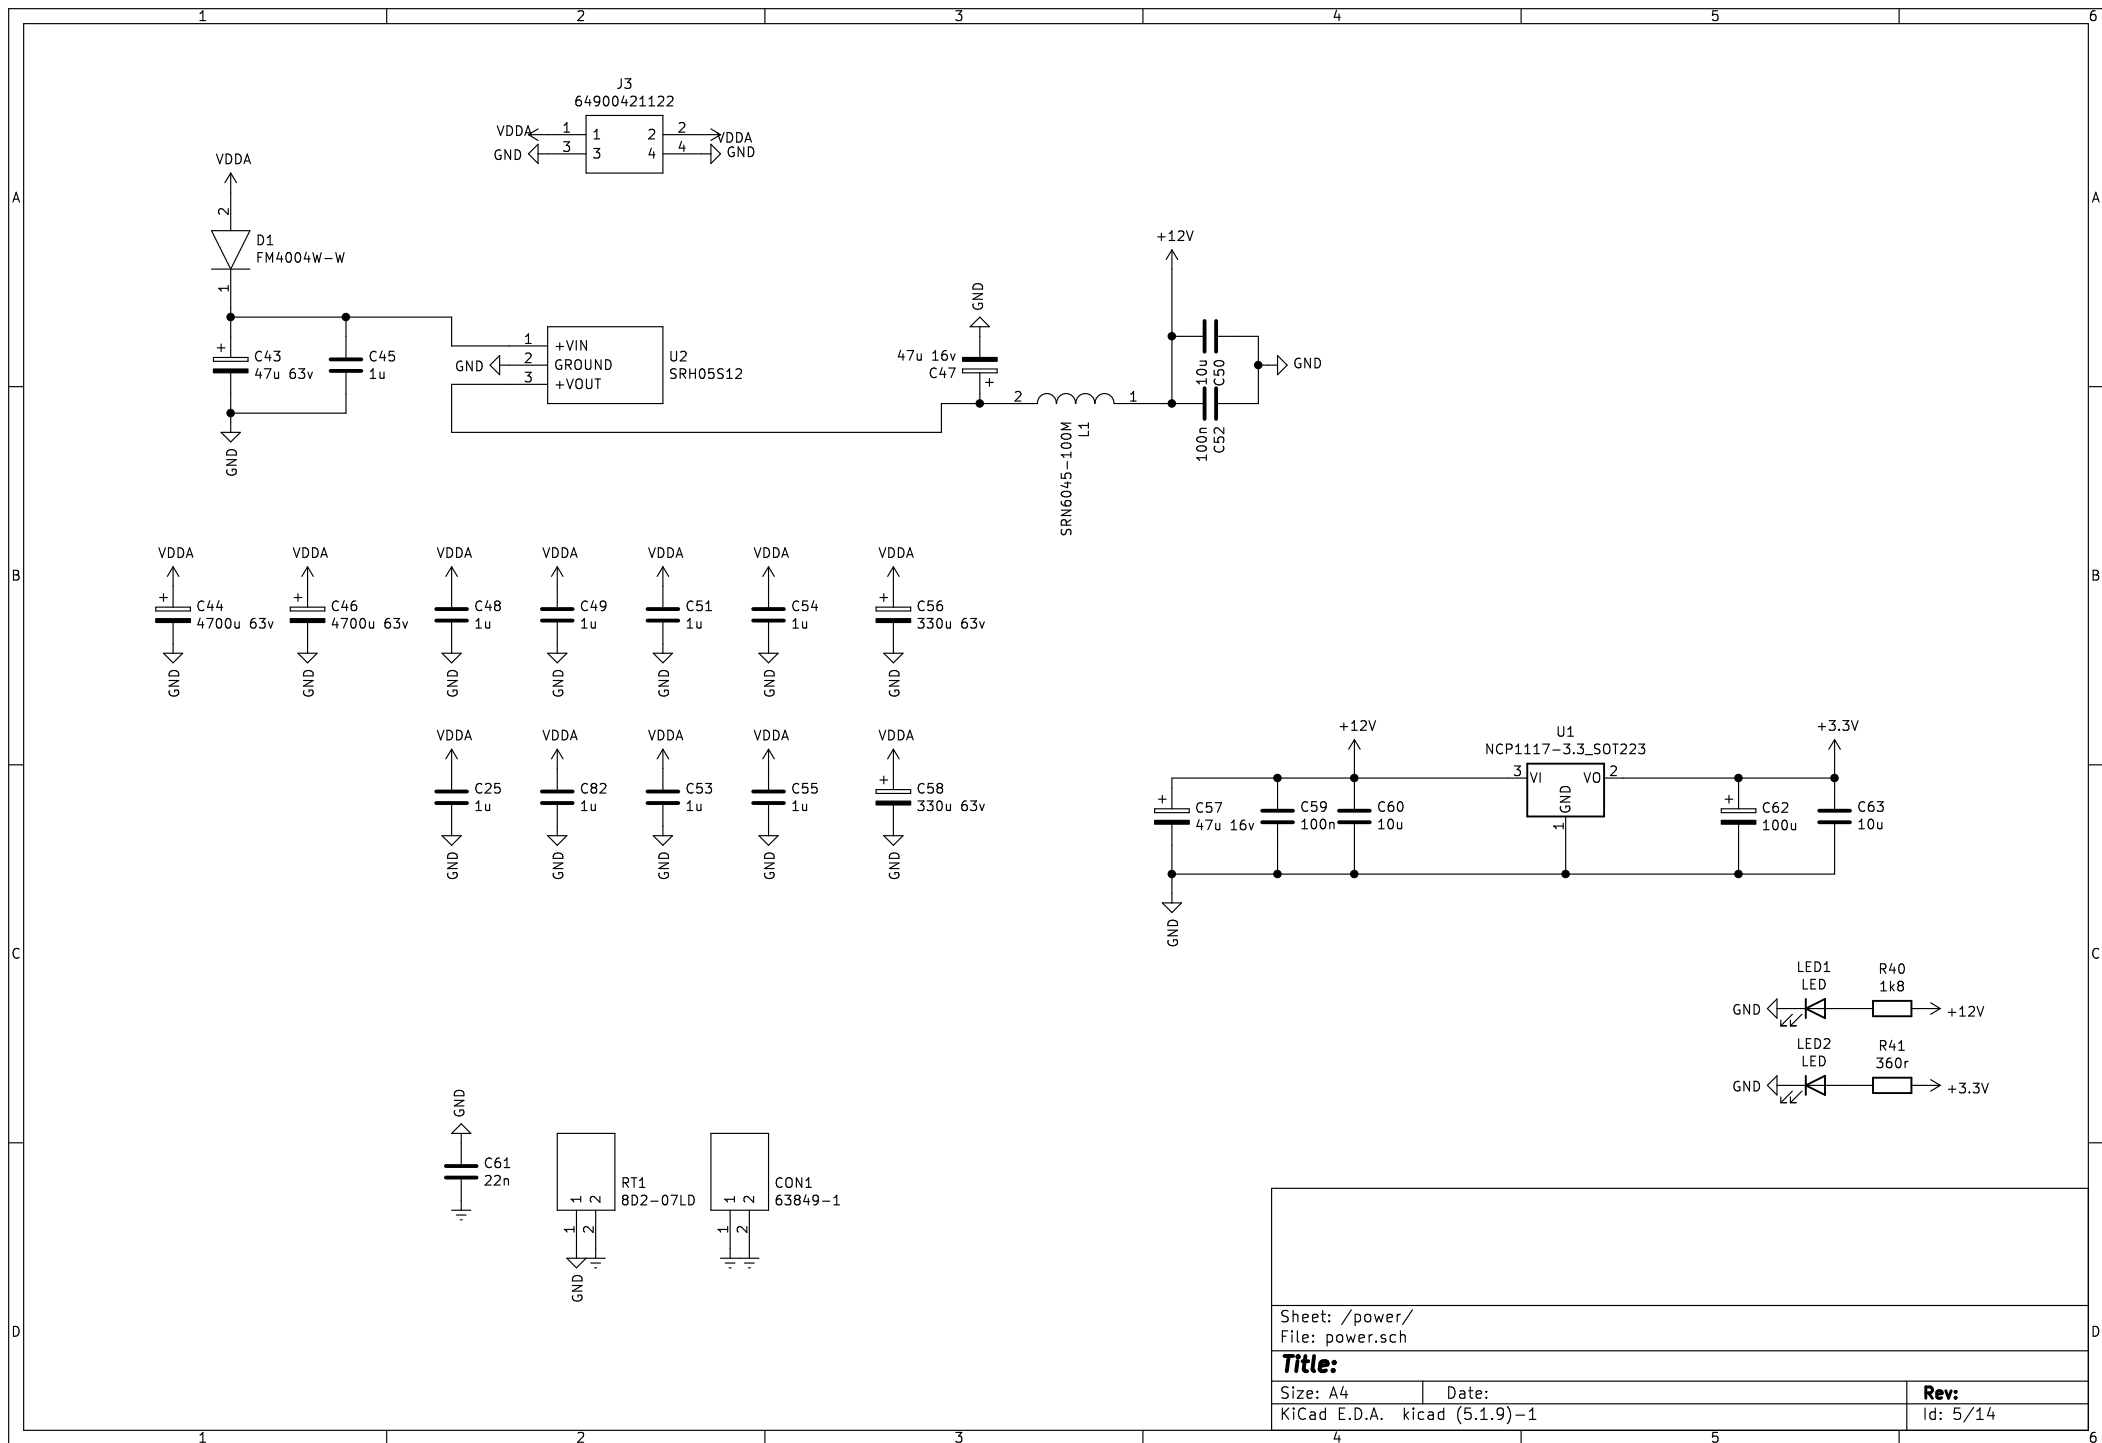 1 2 3 4 5 6
J3
64900421122
VDDA 1 1 2 2 VDDA
GND 3 3 4 4 GND
VDDA
A A
2
D1
FM4004W-W
1
+12V
GND
+ C43
47u 63v
C45
1u
1 +VIN
GND 2 GROUND
3 +VOUT
U2
SRH05S12
47u 16v
C47
+
10u
C50
GND
2 1
L1
SRN6045-100M
100n
C52
GND
VDDA VDDA VDDA VDDA VDDA VDDA VDDA
B B
+ C44 + C46 C48 C49 C51 C54 + C56
4700u 63v 4700u 63v 1u 1u 1u 1u 330u 63v
GND GND GND GND GND GND GND
VDDA VDDA VDDA VDDA VDDA
C25 C82 C53 C55 + C58
1u 1u 1u 1u 330u 63v
GND GND GND GND GND
+12V U1 +3.3V
NCP1117-3.3_SOT223
3 VI VO 2
GND
1
+ C57 C59 C60 + C62 C63
47u 16v 100n 10u 100u 10u
GND
C C
LED1 R40
LED 1k8
GND +12V
LED2 R41
LED 360r
GND +3.3V
GND
C61
22n
1 2
RT1
8D2-07LD
1 2
GND
1 2
CON1
63849-1
1 2
Sheet: /power/
File: power.sch
D D
Title:
Size: A4 Date: Rev:
KiCad E.D.A. kicad (5.1.9)-1 Id: 5/14
1 2 3 4 5 6